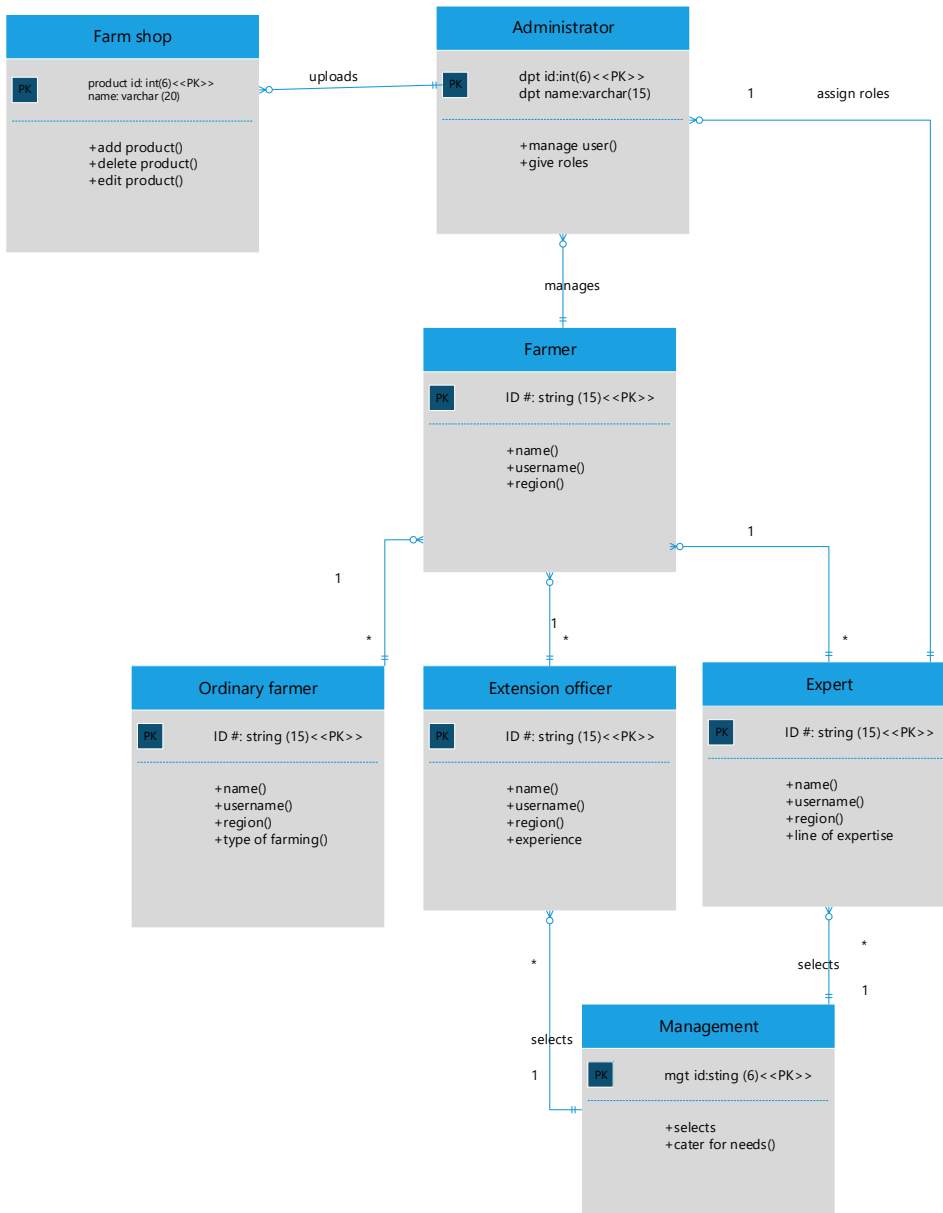 Farm shop
PK
product id: int(6)<<PK>>
name: varchar (20)
+add product()
+delete product()
+edit product()
uploads
Administrator
PK
dpt id:int(6)<<PK>>
dpt name:varchar(15)
+manage user()
+give roles
1
assign roles
manages
Farmer
PK
ID #: string (15)<<PK>>
+name()
+username()
+region()
1
*
1
*
1
*
Ordinary farmer
PK
ID #: string (15)<<PK>>
+name()
+username()
+region()
+type of farming()
Extension officer
PK
ID #: string (15)<<PK>>
+name()
+username()
+region()
+experience
Expert
PK
ID #: string (15)<<PK>>
+name()
+username()
+region()
+line of expertise
*
selects
1
*
selects
1
Management
PK
mgt id:sting (6)<<PK>>
+selects
+cater for needs()